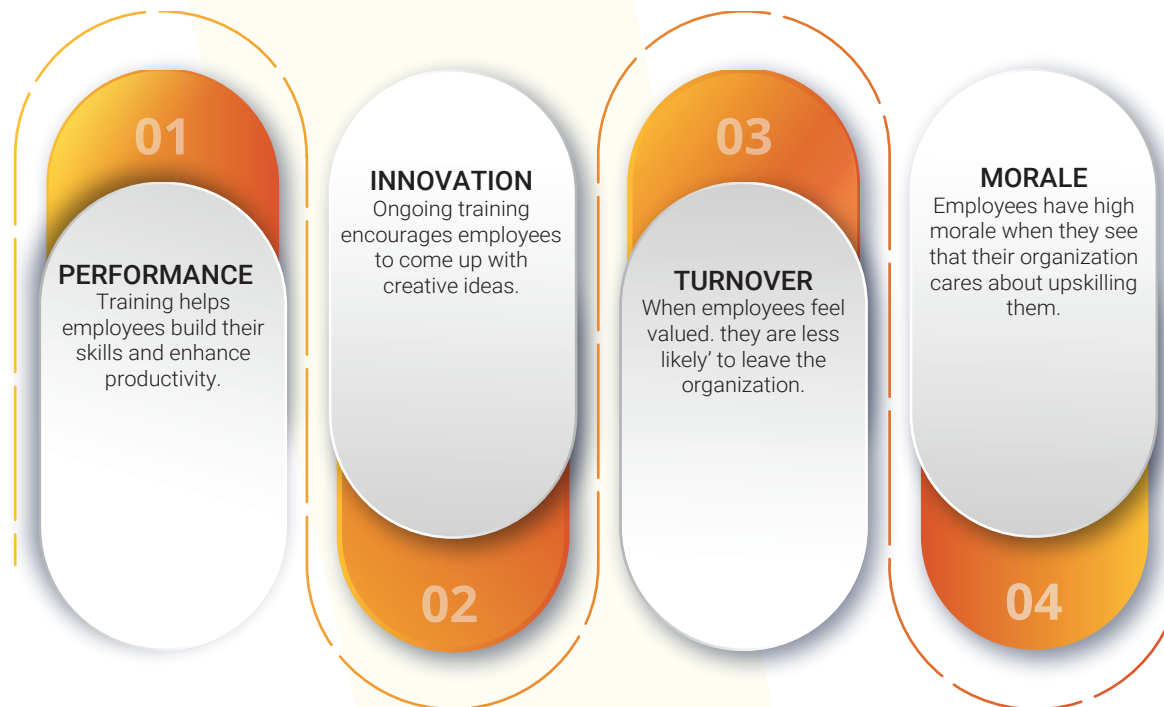 01
PERFORMANCE
Training helps
employees build their
skills and enhance
productivity.
INNOVATION
Ongoing training
encourages employees
to come up with
creative ideas.
02
03
TURNOVER
When employees feel
valued. they are less
likely’ to leave the
organization.
MORALE
Employees have high
morale when they see
that their organization
cares about upskilling
them.
04